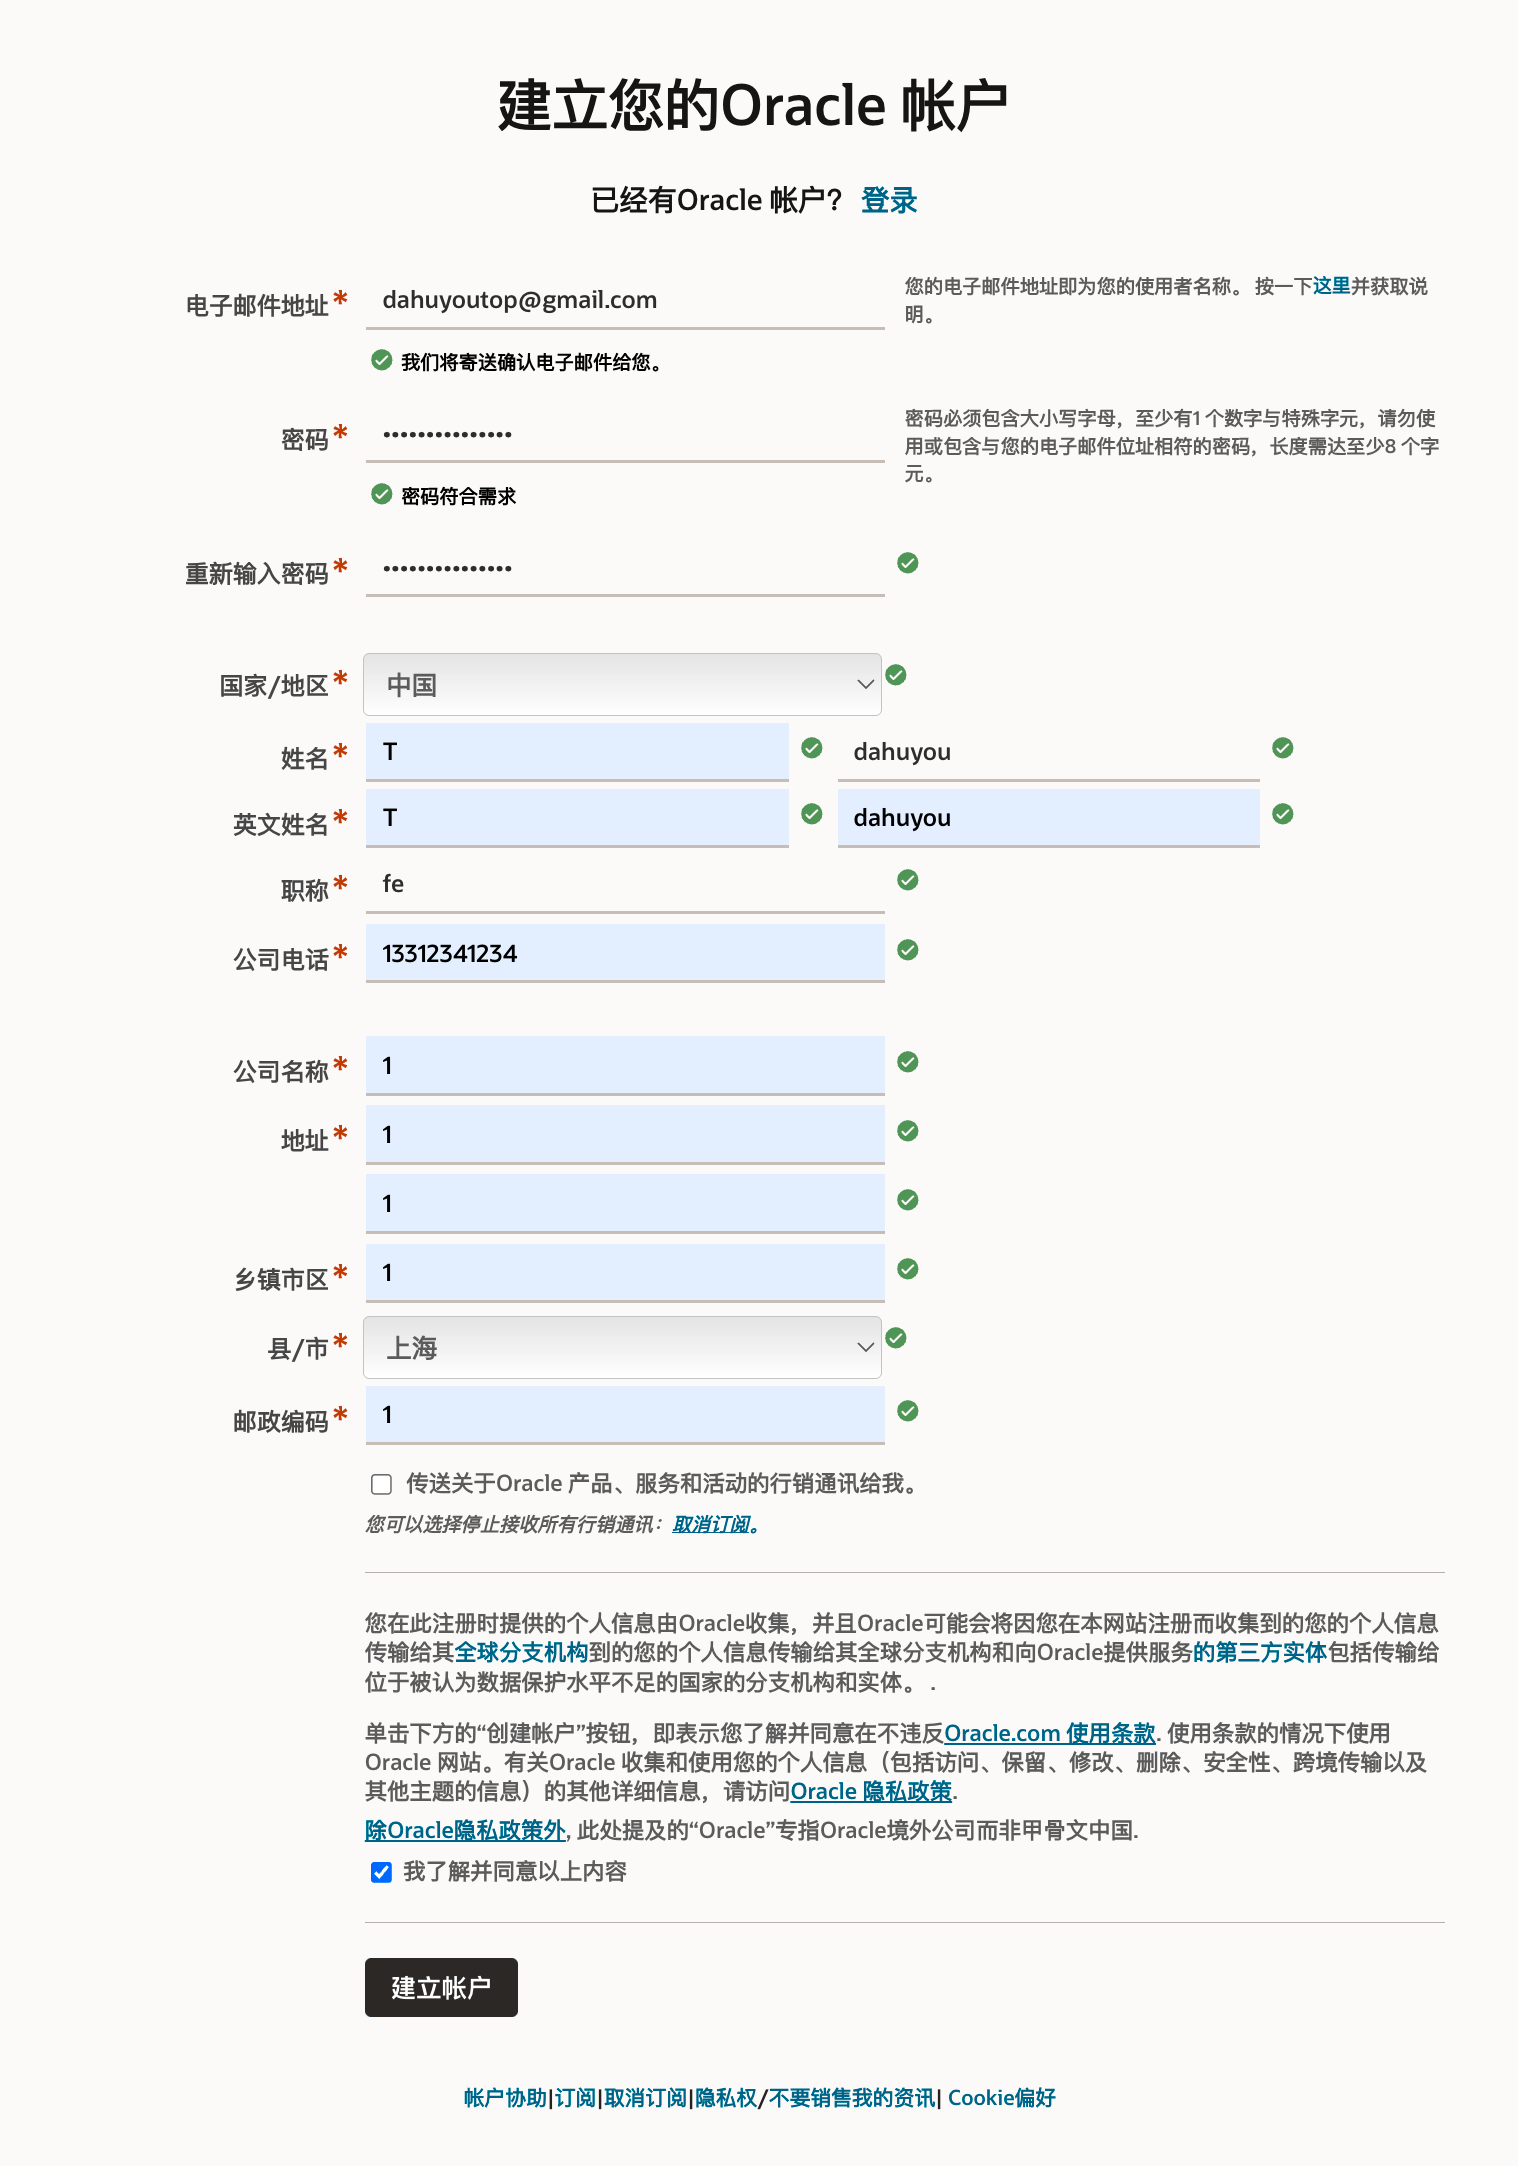 建立您的Oracle 帐户
已经有Oracle 帐户？ 登录
电子邮件地址*
dahuyoutop@gmail.com
您的电子邮件地址即为您的使用者名称。 按一下这里并获取说
明。
我们将寄送确认电子邮件给您。
密码*
•••••••••••••••
密码必须包含大小写字母，至少有1 个数字与特殊字元，请勿使
用或包含与您的电子邮件位址相符的密码，长度需达至少8 个字
元。
密码符合需求
重新输入密码*
•••••••••••••••
国家/地区*
中国
姓名*
T
dahuyou
英文姓名*
T
dahuyou
职称*
fe
公司电话*
13312341234
公司名称*
1
地址*
1
1
乡镇市区*
1
县/市*
上海
邮政编码*
1
传送关于Oracle 产品、服务和活动的行销通讯给我。
您可以选择停止接收所有行销通讯：取消订阅。
您在此注册时提供的个人信息由Oracle收集，并且Oracle可能会将因您在本网站注册而收集到的您的个人信息
传输给其全球分支机构到的您的个人信息传输给其全球分支机构和向Oracle提供服务的第三方实体包括传输给
位于被认为数据保护水平不足的国家的分支机构和实体。 .
单击下方的“创建帐户”按钮，即表示您了解并同意在不违反Oracle.com 使用条款. 使用条款的情况下使用
Oracle 网站。有关Oracle 收集和使用您的个人信息（包括访问、保留、修改、删除、安全性、跨境传输以及
其他主题的信息）的其他详细信息，请访问Oracle 隐私政策.
除Oracle隐私政策外, 此处提及的“Oracle”专指Oracle境外公司而非甲骨文中国.
我了解并同意以上内容
建立帐户
帐户协助|订阅|取消订阅|隐私权/不要销售我的资讯| Cookie偏好